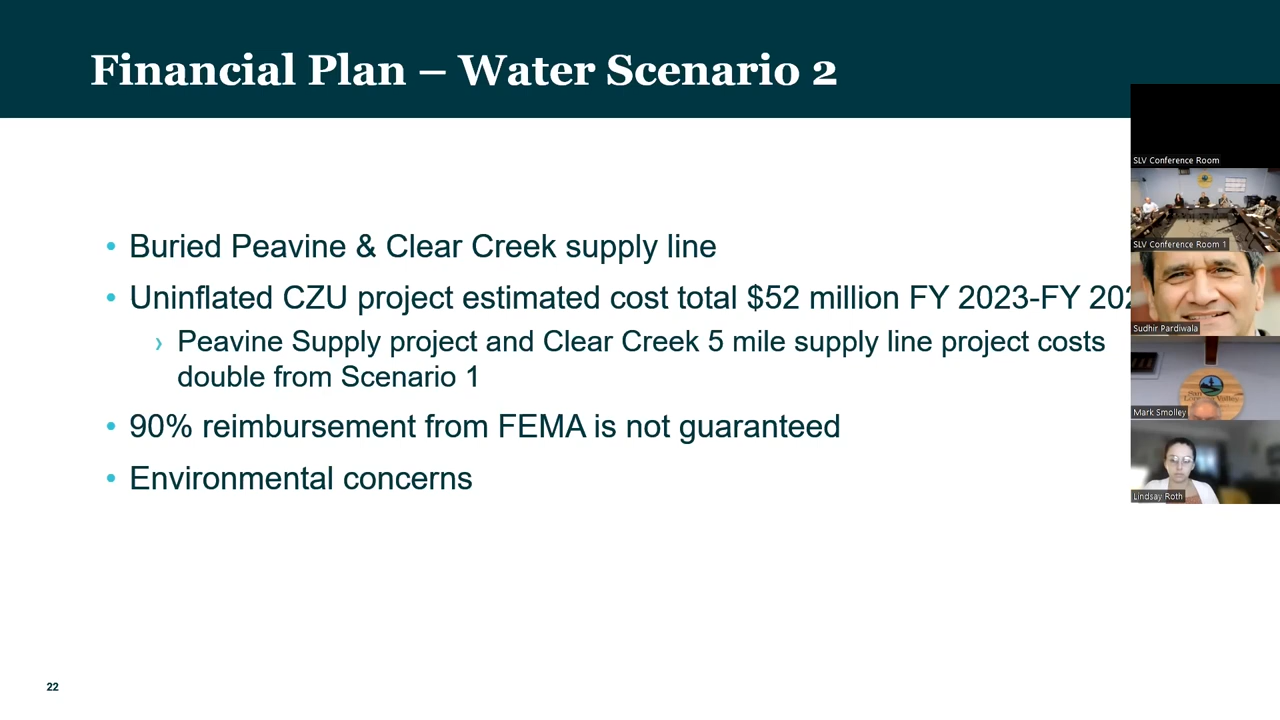 Financial Plan – Water Scenario 2
• Buried Peavine & Clear Creek supply line
• Uninflated CZU project estimated cost total $52 million FY 2023-FY
› Peavine Supply project and Clear Creek 5 mile supply line project costs
double from Scenario 1
• 90% reimbursement from FEMA is not guaranteed
• Environmental concerns
22
SLV Conference Room
SLV Conference Room 1
Sudhir Pardiwala
Mark Smolley
Lindsay Roth